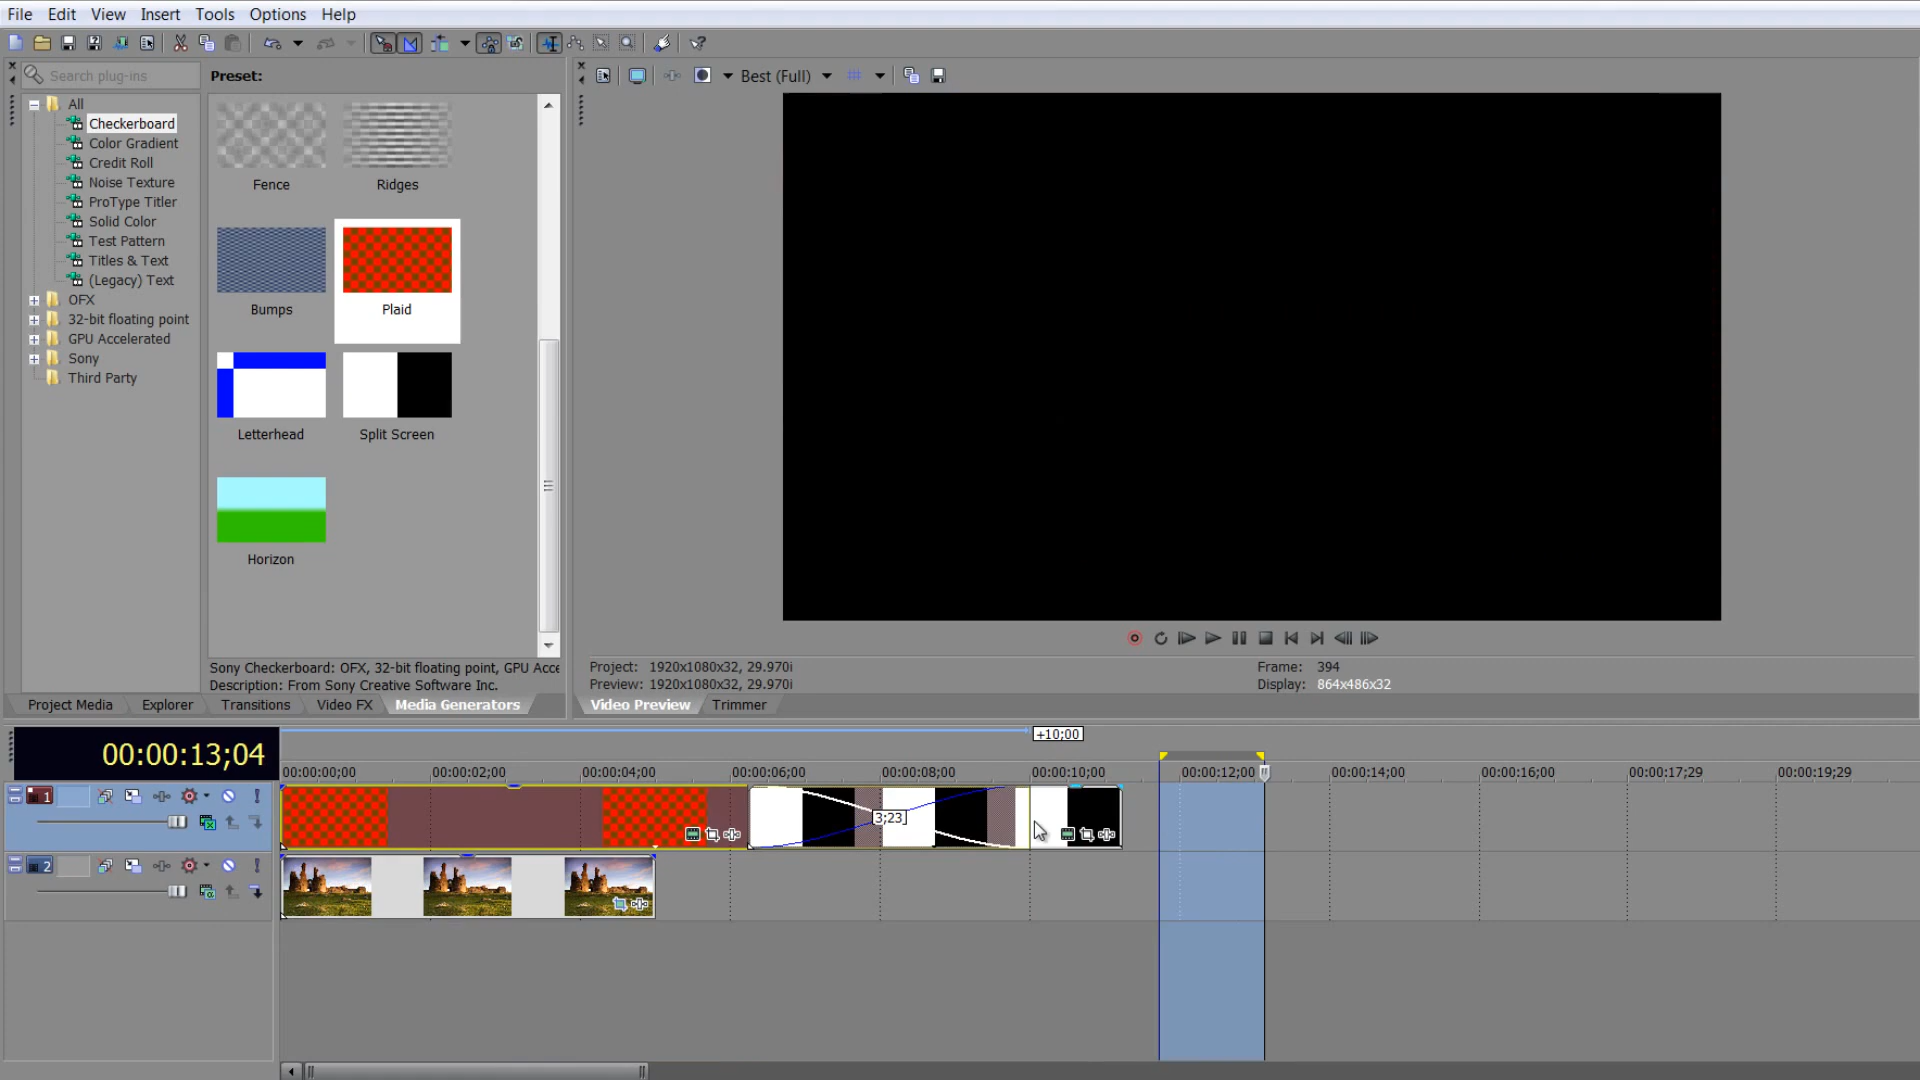 File Edit View Insert Tools Options Help
Search plug-ins
Preset:
Best (Full)
All
Checkerboard
Color Gradient
Credit Roll
Noise Texture
ProType Titler
Solid Color
Test Pattern
Titles & Text
(Legacy) Text
OFX
32-bit floating point
GPU Accelerated
Sony
Third Party
Fence Ridges
Bumps Plaid
Letterhead Split Screen
Horizon
Sony Checkerboard: OFX, 32-bit floating point, GPU Acce
Description: From Sony Creative Software Inc.
Project Media Explorer Transitions Video FX Media Generators
Project: 1920x1080x32, 29.970i
Preview: 1920x1080x32, 29.970i
Frame: 394
Display: 864x486x32
Video Preview Trimmer
+10;00
00:00:13;04
00:00:00;00 00:00:02;00 00:00:04;00 00:00:06;00 00:00:08;00 00:00:10;00 00:00:12;00 00:00:14;00 00:00:16;00 00:00:17;29 00:00:19;29
1
3;23
2